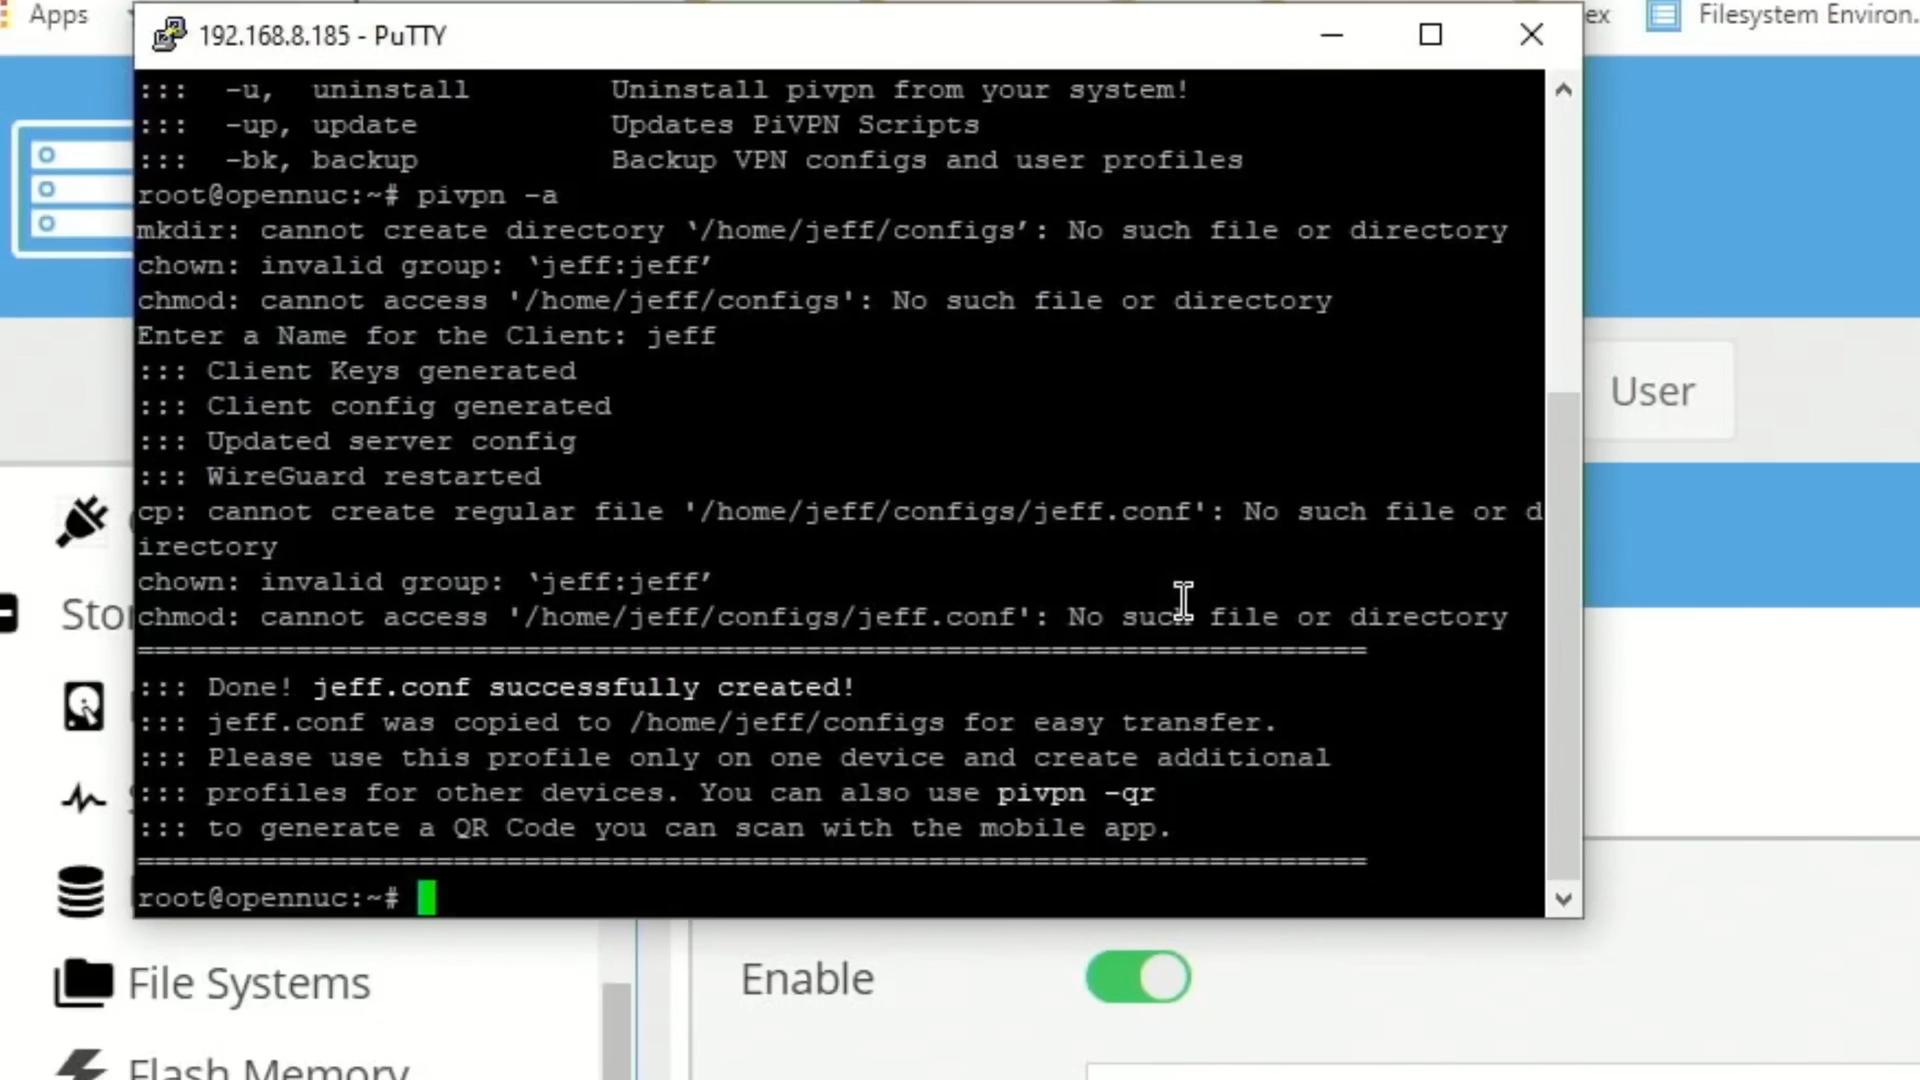 Apps
ex
Filesystem Environ.
192.168.8.185 - PuTTY
::: -u, uninstall Uninstall pivpn from your system!
::: -up, update Updates PiVPN Scripts
::: -bk, backup Backup VPN configs and user profiles
root@opennuc:~# pivpn -a
mkdir: cannot create directory ‘/home/jeff/configs’: No such file or directory
chown: invalid group: ‘jeff:jeff’
chmod: cannot access '/home/jeff/configs': No such file or directory
Enter a Name for the Client: jeff
::: Client Keys generated
::: Client config generated
::: Updated server config
::: WireGuard restarted
cp: cannot create regular file '/home/jeff/configs/jeff.conf': No such file or d
irectory
chown: invalid group: ‘jeff:jeff’
chmod: cannot access '/home/jeff/configs/jeff.conf': No such file or directory
======================================================================
::: Done! jeff.conf successfully created!
::: jeff.conf was copied to /home/jeff/configs for easy transfer.
::: Please use this profile only on one device and create additional
::: profiles for other devices. You can also use pivpn -qr
::: to generate a QR Code you can scan with the mobile app.
======================================================================
root@opennuc:~#
User
Sto
File Systems
Flash Memory
Enable